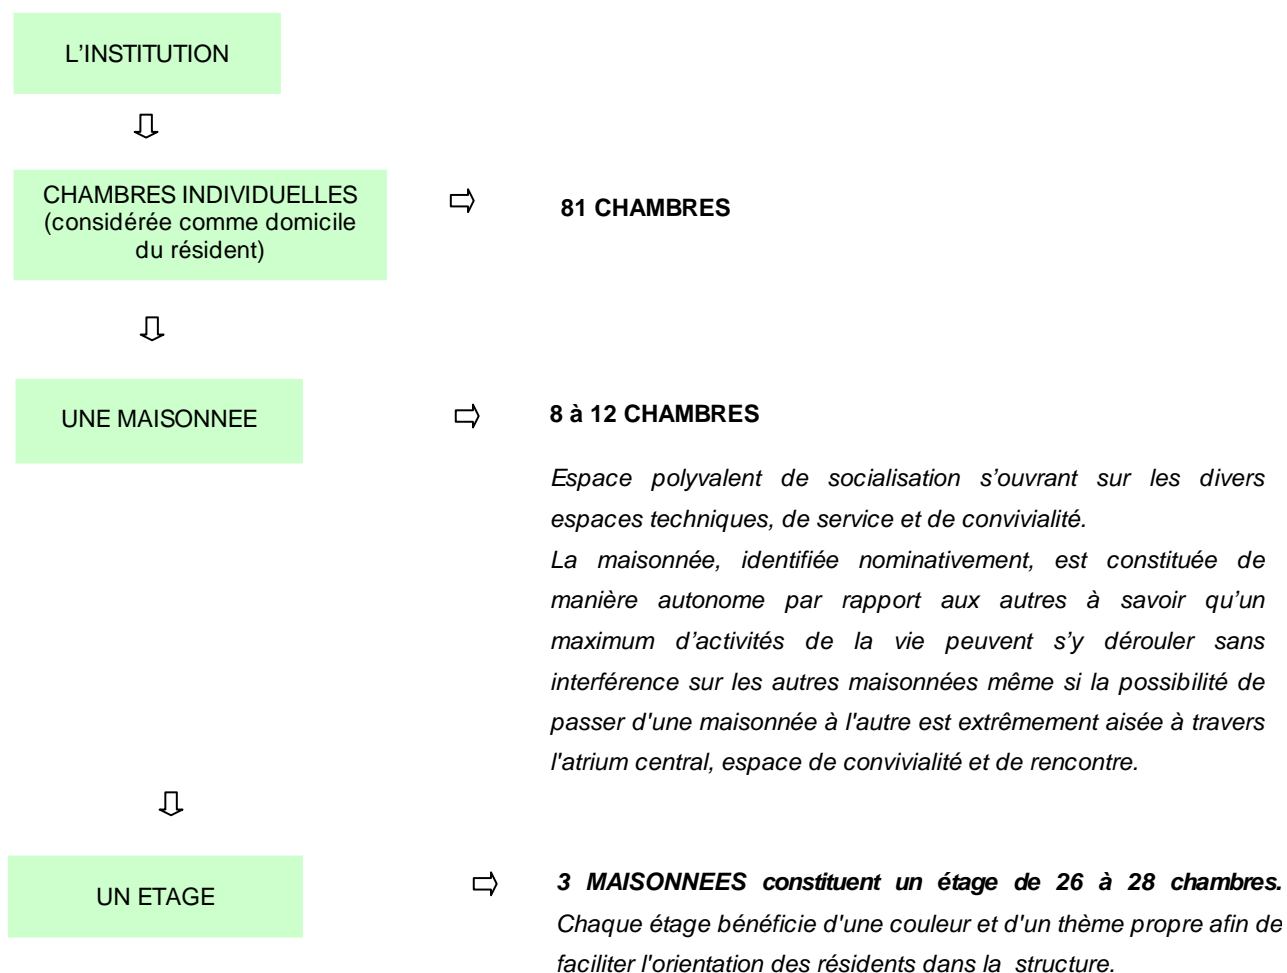 L’INSTITUTION
CHAMBRES INDIVIDUELLES
(considérée comme domicile
du résident)
81 CHAMBRES
UNE MAISONNEE
8 à 12 CHAMBRES
Espace polyvalent de socialisation s’ouvrant sur les divers
espaces techniques, de service et de convivialité.
La maisonnée, identifiée nominativement, est constituée de
manière autonome par rapport aux autres à savoir qu’un
maximum d’activités de la vie peuvent s’y dérouler sans
interférence sur les autres maisonnées même si la possibilité de
passer d'une maisonnée à l'autre est extrêmement aisée à travers
l'atrium central, espace de convivialité et de rencontre.
UN ETAGE
3 MAISONNEES constituent un étage de 26 à 28 chambres.
Chaque étage bénéficie d'une couleur et d'un thème propre afin de
faciliter l'orientation des résidents dans la structure.